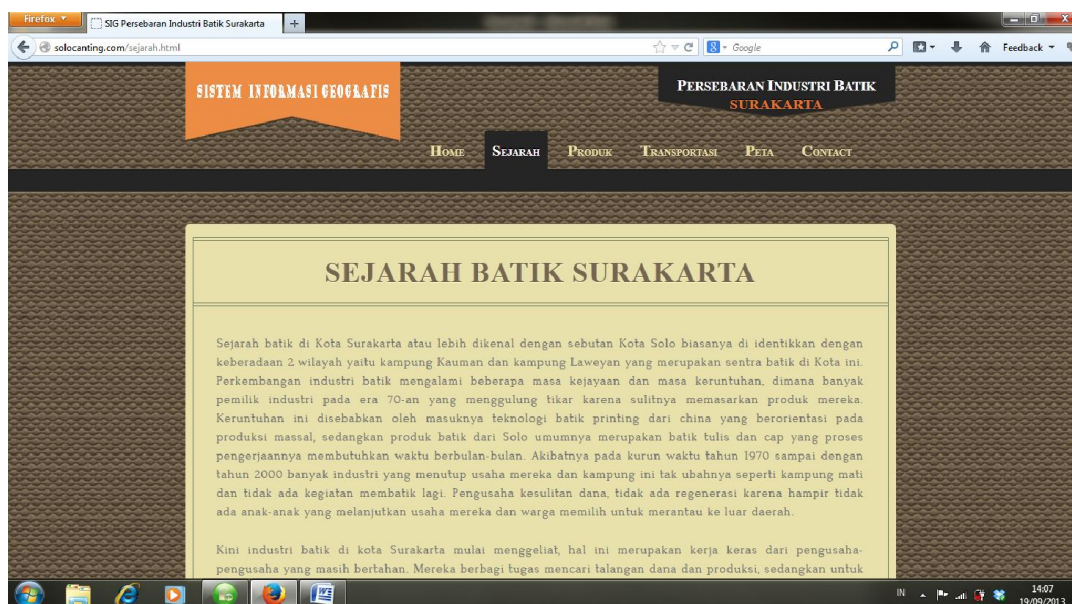 Firefox
SIG Persebaran Industri Batik Surakarta
solocanting.com/sejarah.html
Google
Feedback
SISTEM INFORMASI GEOGRAFIS
PERSEBARAN INDUSTRI BATIK
SURAKARTA
HOME SEJARAH PRODUK TRANSPORTASI PETA CONTACT
SEJARAH BATIK SURAKARTA
Sejarah batik di Kota Surakarta atau lebih dikenal dengan sebutan Kota Solo biasanya di identikkan dengan
keberadaan 2 wilayah yaitu kampung Kauman dan kampung Laweyan yang merupakan sentra batik di Kota ini.
Perkembangan industri batik mengalami beberapa masa kejayaan dan masa keruntuhan, dimana banyak
pemilik industri pada era 70-an yang menggulung tikar karena sulitnya memasarkan produk mereka.
Keruntuhan ini disebabkan oleh masuknya teknologi batik printing dari china yang berorientasi pada
produksi massal, sedangkan produk batik dari Solo umumnya merupakan batik tulis dan cap yang proses
pengerjaannya membutuhkan waktu berbulan-bulan. Akibatnya pada kurun waktu tahun 1970 sampai dengan
tahun 2000 banyak industri yang menutup usaha mereka dan kampung ini tak ubahnya seperti kampung mati
dan tidak ada kegiatan membatik lagi. Pengusaha kesulitan dana, tidak ada regenerasi karena hampir tidak
ada anak-anak yang melanjutkan usaha mereka dan warga memilih untuk merantau ke luar daerah.
Kini industri batik di kota Surakarta mulai menggeliat, hal ini merupakan kerja keras dari pengusaha-
pengusaha yang masih bertahan. Mereka berbagi tugas mencari talangan dana dan produksi, sedangkan untuk
IN
14:07
19/09/2013